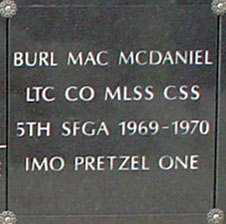 BURL MAC MCDANIEL
LTC CO MLSS CSS
5TH SFGA 1969-1970
IMO PRETZEL ONE